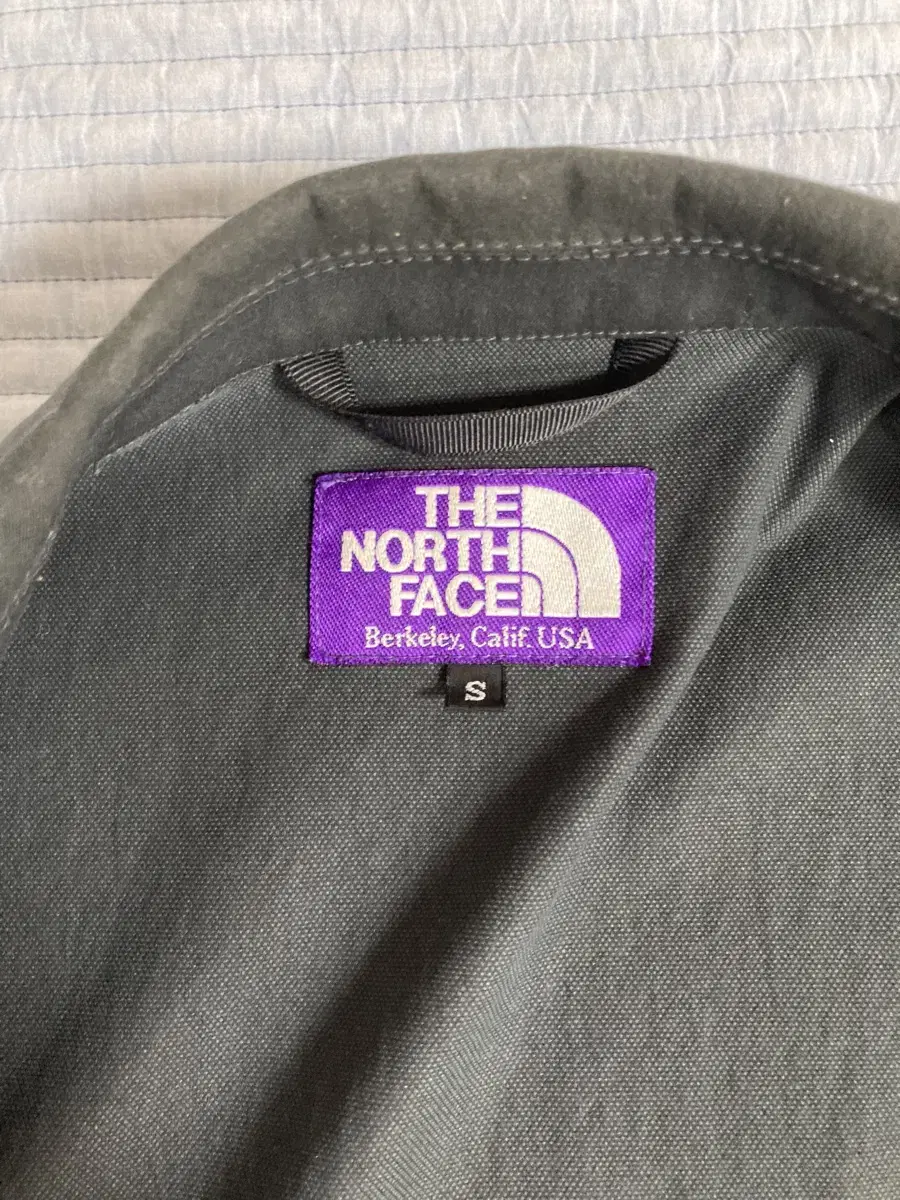 THE
NORTH
FACE
Berkeley, Calif. USA
S